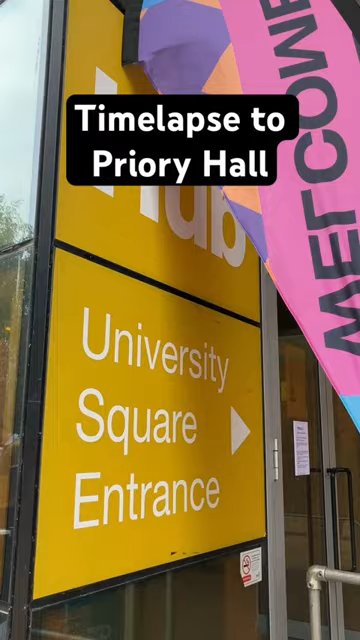 Timelapse to
Priory Hall
Hub
University
Square
Entrance
WELCOME